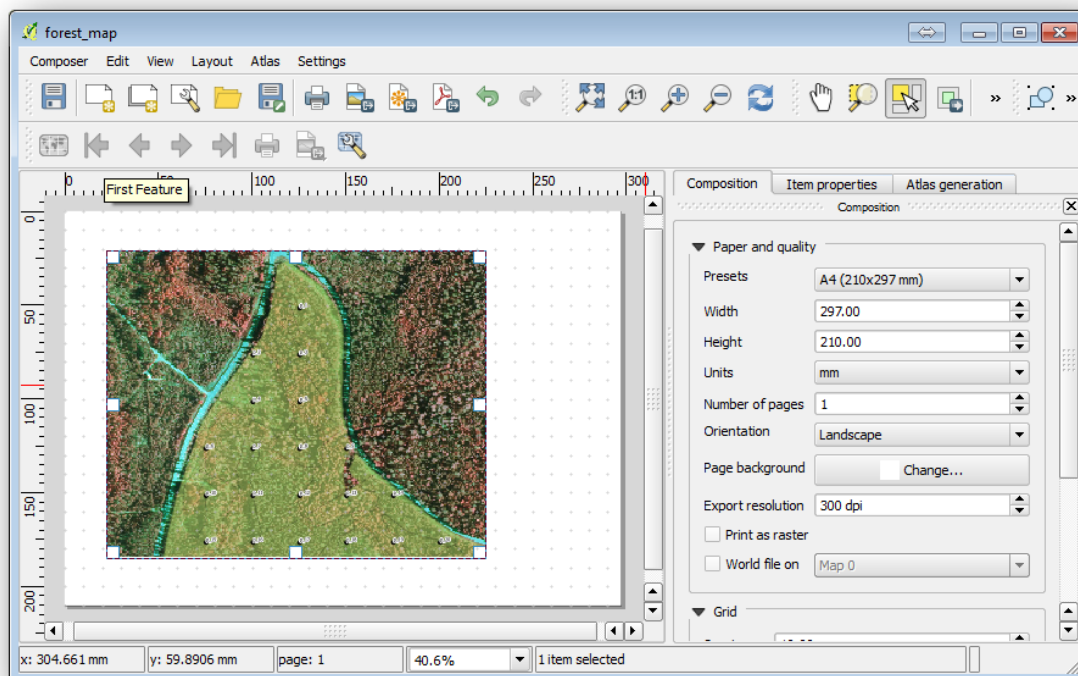 forest_map
Composer Edit View Layout Atlas Settings
1:1
» »
First Feature
0 50 100 150 200 250 300
0
50
100
150
200
Composition Item properties Atlas generation
Composition
Paper and quality
Presets A4 (210x297 mm)
Width 297.00
Height 210.00
Units mm
Number of pages 1
Orientation Landscape
Page background Change...
Export resolution 300 dpi
Print as raster
World file on Map 0
Grid
x: 304.661 mm y: 59.8906 mm page: 1 40.6% 1 item selected